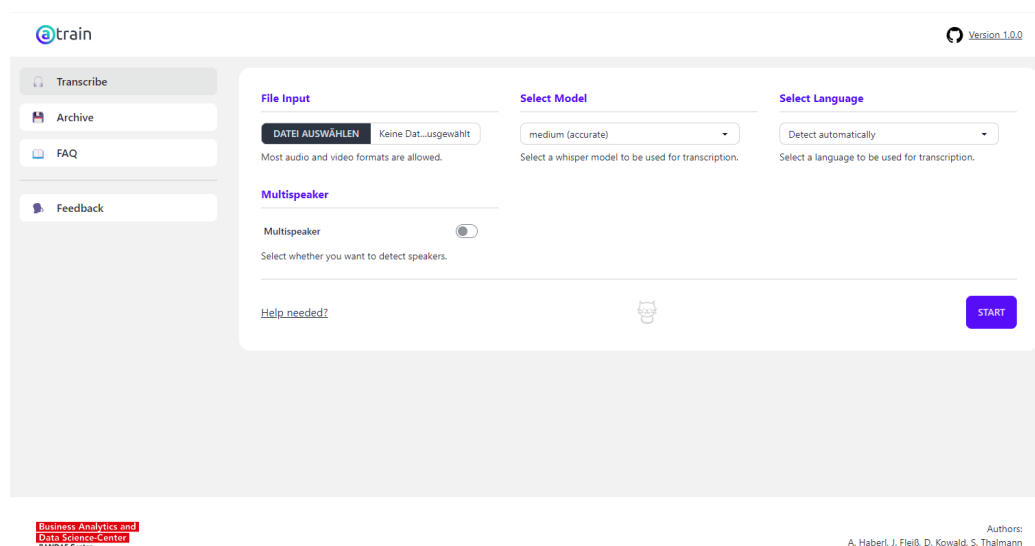 @train
Version 1.0.0
Transcribe
Archive
FAQ
Feedback
File Input
DATEI AUSWÄHLEN Keine Dat...usgewählt
Most audio and video formats are allowed.
Select Model
medium (accurate)
Select a whisper model to be used for transcription.
Select Language
Detect automatically
Select a language to be used for transcription.
Multispeaker
Multispeaker
Select whether you want to detect speakers.
Help needed?
START
Business Analytics and
Data Science-Center
Authors:
A. Haberl, J. Fleiß, D. Kowald, S. Thalmann